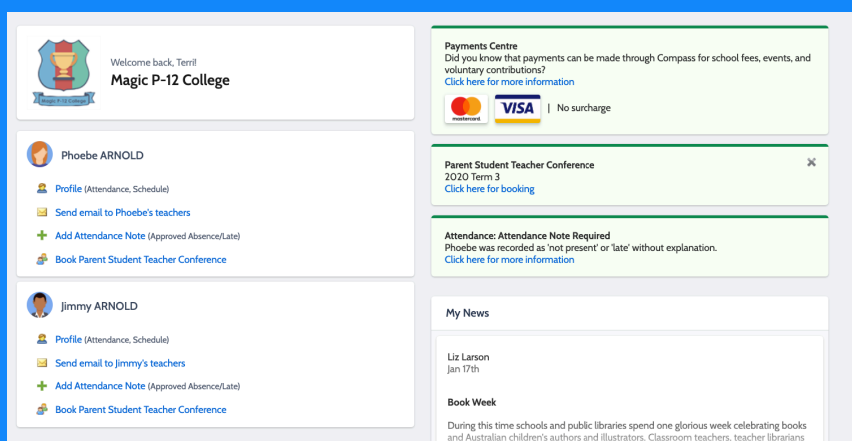 Welcome back, Terri!
Magic P-12 College
Magic P-12 College
Phoebe ARNOLD
Profile (Attendance, Schedule)
Send email to Phoebe's teachers
Add Attendance Note (Approved Absence/Late)
Book Parent Student Teacher Conference
Jimmy ARNOLD
Profile (Attendance, Schedule)
Send email to Jimmy's teachers
Add Attendance Note (Approved Absence/Late)
Book Parent Student Teacher Conference
Payments Centre
Did you know that payments can be made through Compass for school fees, events, and
voluntary contributions?
Click here for more information
mastercard. VISA | No surcharge
Parent Student Teacher Conference
2020 Term 3
Click here for booking
Attendance: Attendance Note Required
Phoebe was recorded as 'not present' or 'late' without explanation.
Click here for more information
My News
Liz Larson
Jan 17th
Book Week
During this time schools and public libraries spend one glorious week celebrating books
and Australian children's authors and illustrators. Classroom teachers, teacher librarians